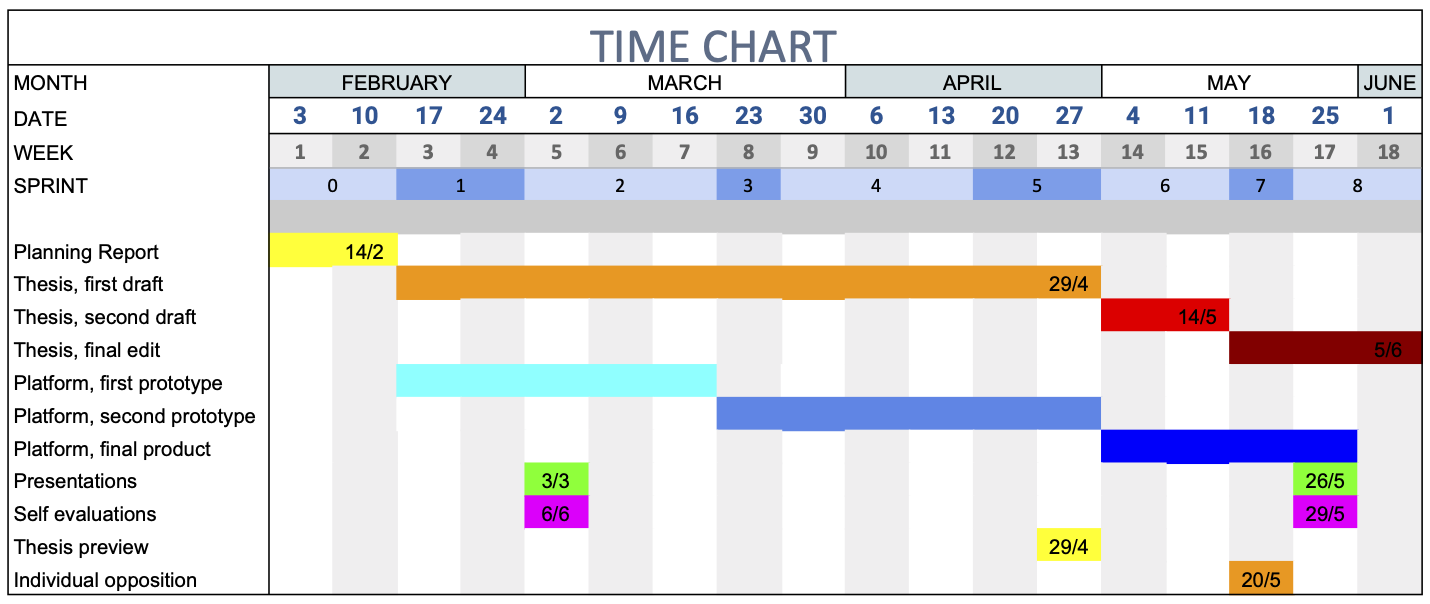 TIME CHART
MONTH FEBRUARY MARCH APRIL MAY JUNE
DATE 3 10 17 24 2 9 16 23 30 6 13 20 27 4 11 18 25 1
WEEK 1 2 3 4 5 6 7 8 9 10 11 12 13 14 15 16 17 18
SPRINT 0 1 2 3 4 5 6 7 8
Planning Report 14/2
Thesis, first draft 29/4
Thesis, second draft 14/5
Thesis, final edit 5/6
Platform, first prototype
Platform, second prototype
Platform, final product
Presentations 3/3 26/5
Self evaluations 6/6 29/5
Thesis preview 29/4
Individual opposition 20/5